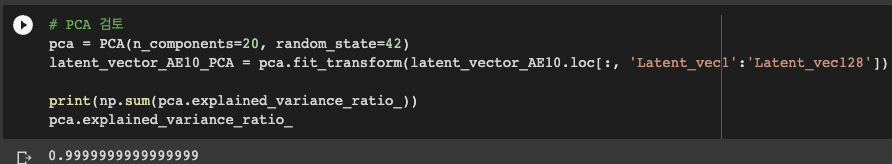 # PCA 검토
pca = PCA(n_components=20, random_state=42)
latent_vector_AE10_PCA = pca.fit_transform(latent_vector_AE10.loc[:, 'Latent_vec1':'Latent_vec128'])
print(np.sum(pca.explained_variance_ratio_))
pca.explained_variance_ratio_
0.9999999999999999